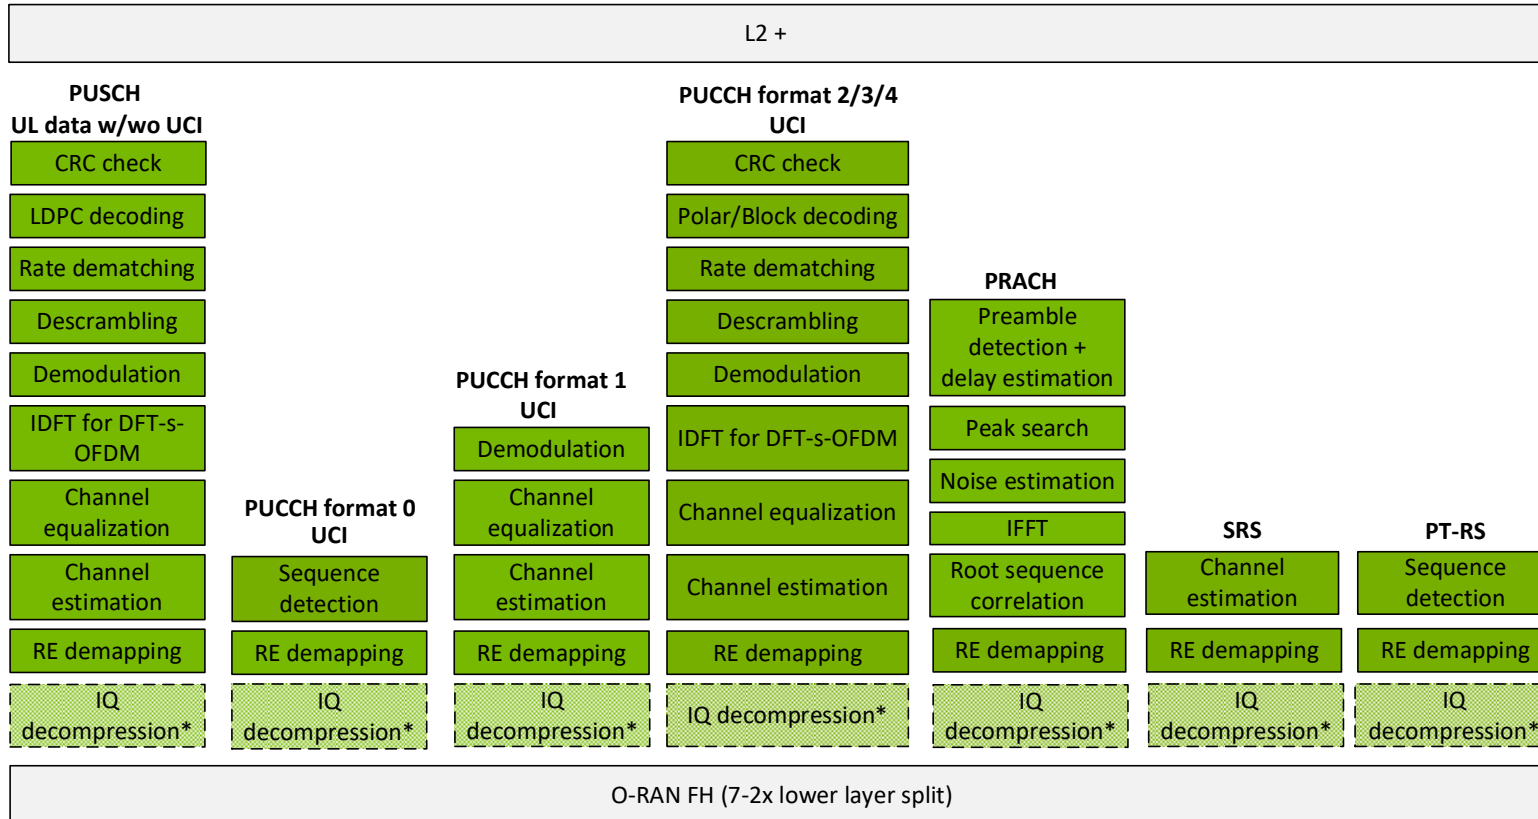 L2 +
PUSCH
UL data w/wo UCI
CRC check
LDPC decoding
Rate dematching
Descrambling
Demodulation
IDFT for DFT-s-
OFDM
Channel
equalization
Channel
estimation
RE demapping
IQ
decompression*
PUCCH format 0
UCI
Sequence
detection
RE demapping
IQ
decompression*
PUCCH format 1
UCI
Demodulation
Channel
equalization
Channel
estimation
RE demapping
IQ
decompression*
PUCCH format 2/3/4
UCI
CRC check
Polar/Block decoding
Rate dematching
Descrambling
Demodulation
IDFT for DFT-s-OFDM
Channel equalization
Channel estimation
RE demapping
IQ decompression*
PRACH
Preamble
detection +
delay estimation
Peak search
Noise estimation
IFFT
Root sequence
correlation
RE demapping
IQ
decompression*
SRS
Channel
estimation
RE demapping
IQ
decompression*
PT-RS
Sequence
detection
RE demapping
IQ
decompression*
O-RAN FH (7-2x lower layer split)